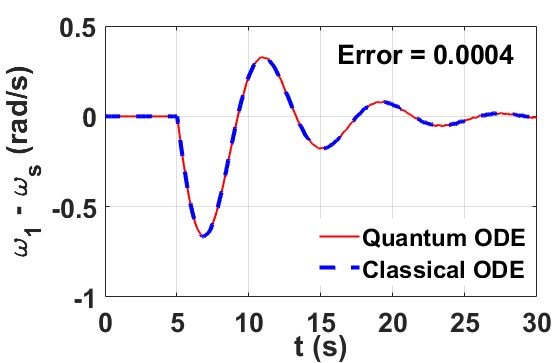 0.5
Error = 0.0004
0
-0.5
-1
ω1 - ωs (rad/s)
Quantum ODE
Classical ODE
0 5 10 15 20 25 30
t (s)